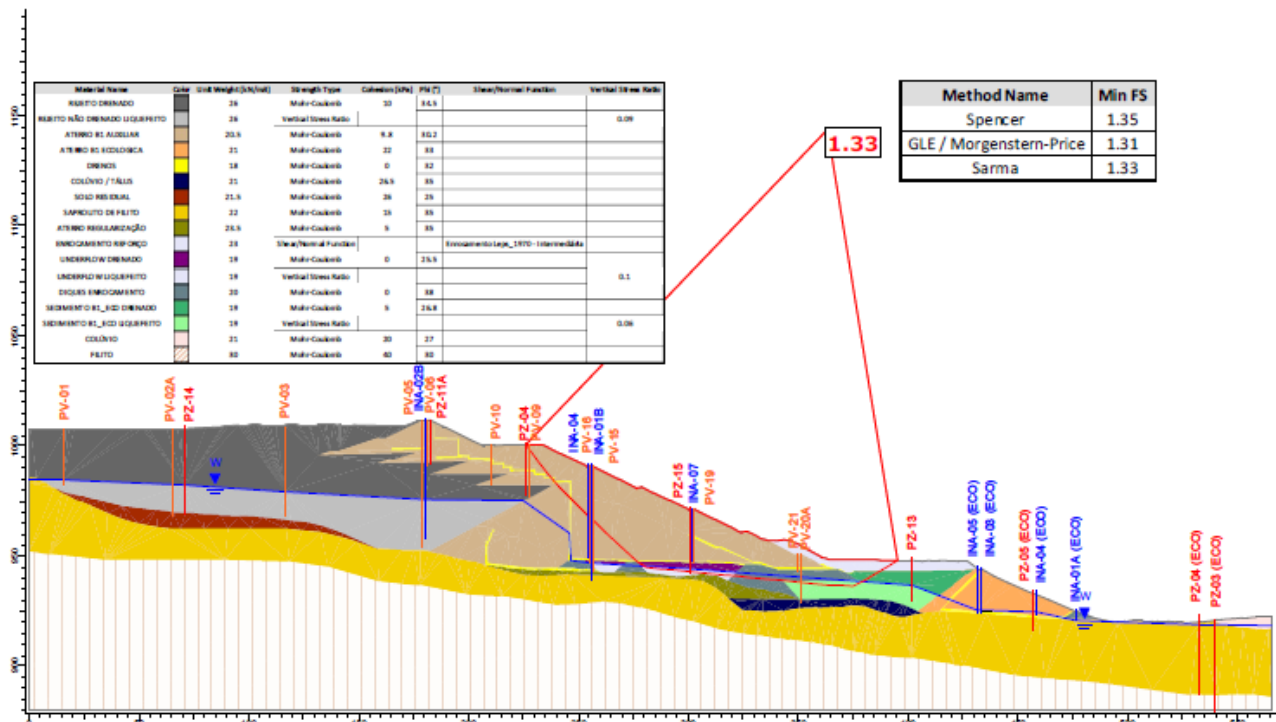 Material Name Color Unit Weight (kN/m3) Strength Type Cohesion (kPa) Phi (°) Shear/Normal Function Vertical Stress Ratio
REJEITO DRENADO 26 Mohr-Coulomb 10 34.5
REJEITO NÃO DRENADO LIQUEFEITO 26 Vertical Stress Ratio 0.09
ATERRO B1 AUXILIAR 20.5 Mohr-Coulomb 9.8 30.2
ATERRO B1 ECOLOGICA 21 Mohr-Coulomb 22 33
DRENOS 18 Mohr-Coulomb 0 32
COLÚVIO / TÁLUS 21 Mohr-Coulomb 26.5 35
SOLO RESIDUAL 21.5 Mohr-Coulomb 26 25
SAPROLITO DE FILITO 22 Mohr-Coulomb 15 35
ATERRO REGULARIZAÇÃO Mohr-Coulomb 5 35
ENROCAMENTO REFORÇO 23 Shear/Normal Function Enrocamento Leps_1970 - Intermediária
UNDERFLOW DRENADO 19 Mohr-Coulomb 0 25.5
UNDERFLOW LIQUEFEITO 19 Vertical Stress Ratio 0.1
DIQUES ENROCAMENTO 20 Mohr-Coulomb 0 38
SEDIMENTO B1_ECO DRENADO 19 Mohr-Coulomb 5 26.8
SEDIMENTO B1_ECO LIQUEFEITO 19 Vertical Stress Ratio 0.06
COLÚVIO 21 Mohr-Coulomb 20 27
FILITO 30 Mohr-Coulomb 40 30
Method Name Min FS
Spencer 1.35
GLE / Morgenstern-Price 1.31
Sarma 1.33
1.33
1150
1100
1050
1000
950
900
PV-01
PV-02A
PZ-14
PV-03
PV-05
INA-02B
PV-06
PZ-11A
PV-10
PZ-04
PV-09
INA-04
PV-16
INA-01B
PV-15
PZ-15
INA-07
PV-19
PV-21
PV-20A
PZ-13
INA-05 (ECO)
INA-03 (ECO)
PZ-05 (ECO)
INA-04 (ECO)
INA-01A (ECO)
PZ-04 (ECO)
PZ-03 (ECO)
W
W